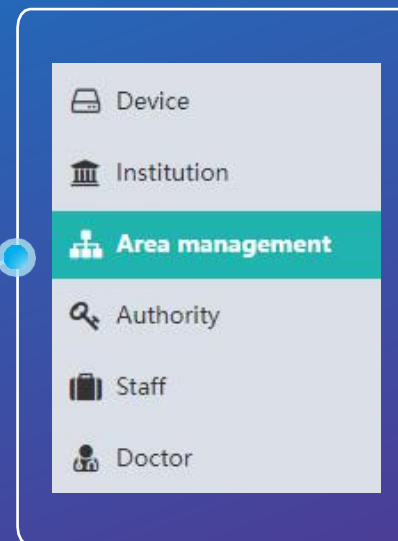 Device
Institution
Area management
Authority
Staff
Doctor